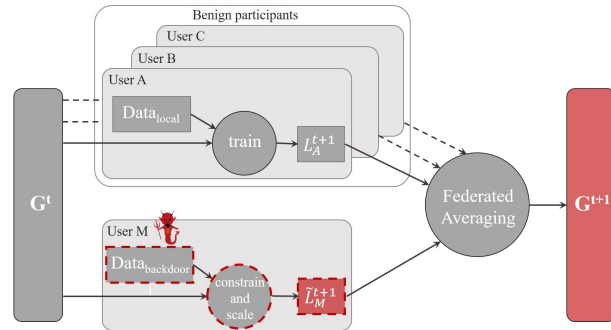 Benign participants
User C
User B
User A
Data_local
train
L_A^{t+1}
G^t
Federated
Averaging
G^{t+1}
User M
Data_backdoor
constrain
and
scale
L̃_M^{t+1}